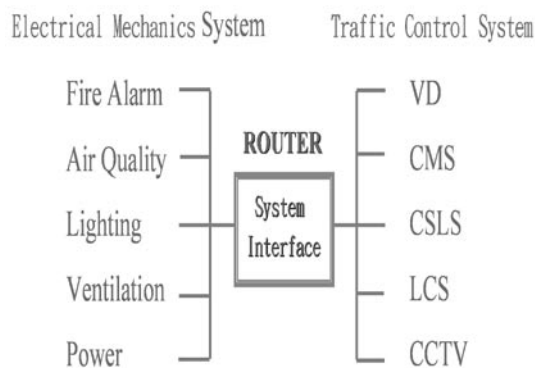 Electrical Mechanics System
Traffic Control System
Fire Alarm
Air Quality
Lighting
Ventilation
Power
ROUTER
System
Interface
VD
CMS
CSLS
LCS
CCTV